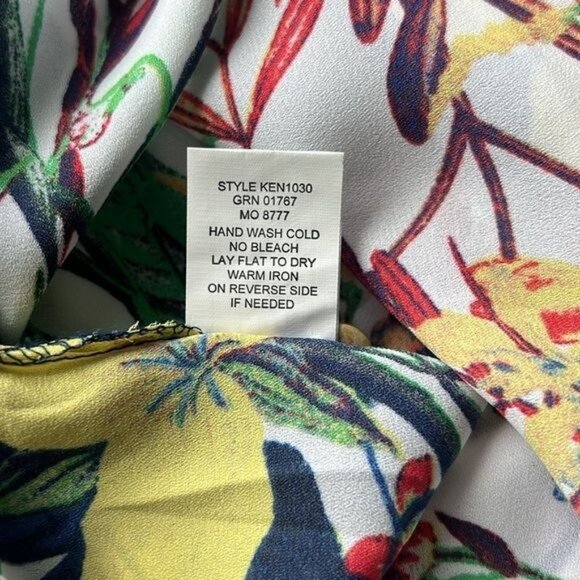 STYLE KEN1030
GRN 01767
MO 8777
HAND WASH COLD
NO BLEACH
LAY FLAT TO DRY
WARM IRON
ON REVERSE SIDE
IF NEEDED